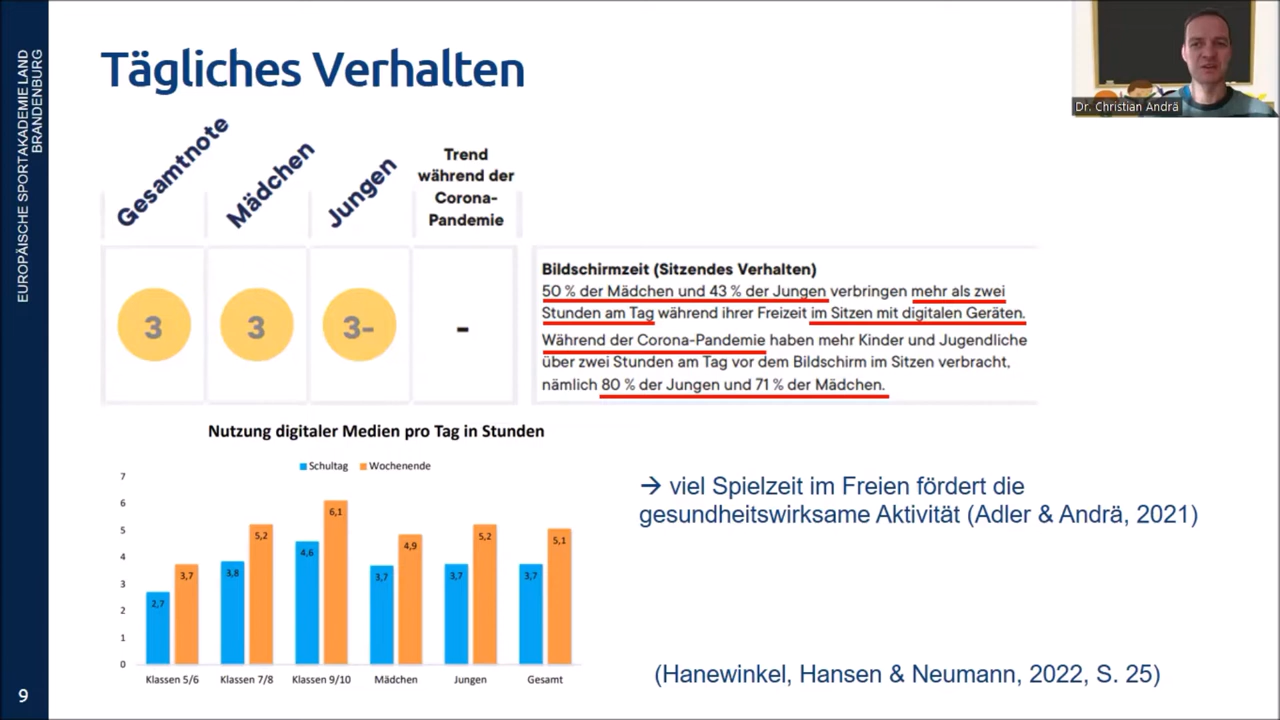 EUROPÄISCHE SPORTAKADEMIE LAND
BRANDENBURG
Tägliches Verhalten
Dr. Christian Andrä
Gesamtnote
Mädchen
Jungen
Trend
während der
Corona-
Pandemie
3
3
3-
-
Bildschirmzeit (Sitzendes Verhalten)
50 % der Mädchen und 43 % der Jungen verbringen mehr als zwei
Stunden am Tag während ihrer Freizeit im Sitzen mit digitalen Geräten.
Während der Corona-Pandemie haben mehr Kinder und Jugendliche
über zwei Stunden am Tag vor dem Bildschirm im Sitzen verbracht,
nämlich 80 % der Jungen und 71 % der Mädchen.
Nutzung digitaler Medien pro Tag in Stunden
Schultag Wochenende
7
6
5
4
3
2
1
0
2,7 3,7 3,8 5,2 4,6 6,1 3,7 4,9 3,7 5,2 3,7 5,1
Klassen 5/6 Klassen 7/8 Klassen 9/10 Mädchen Jungen Gesamt
→ viel Spielzeit im Freien fördert die
gesundheitswirksame Aktivität (Adler & Andrä, 2021)
(Hanewinkel, Hansen & Neumann, 2022, S. 25)
9